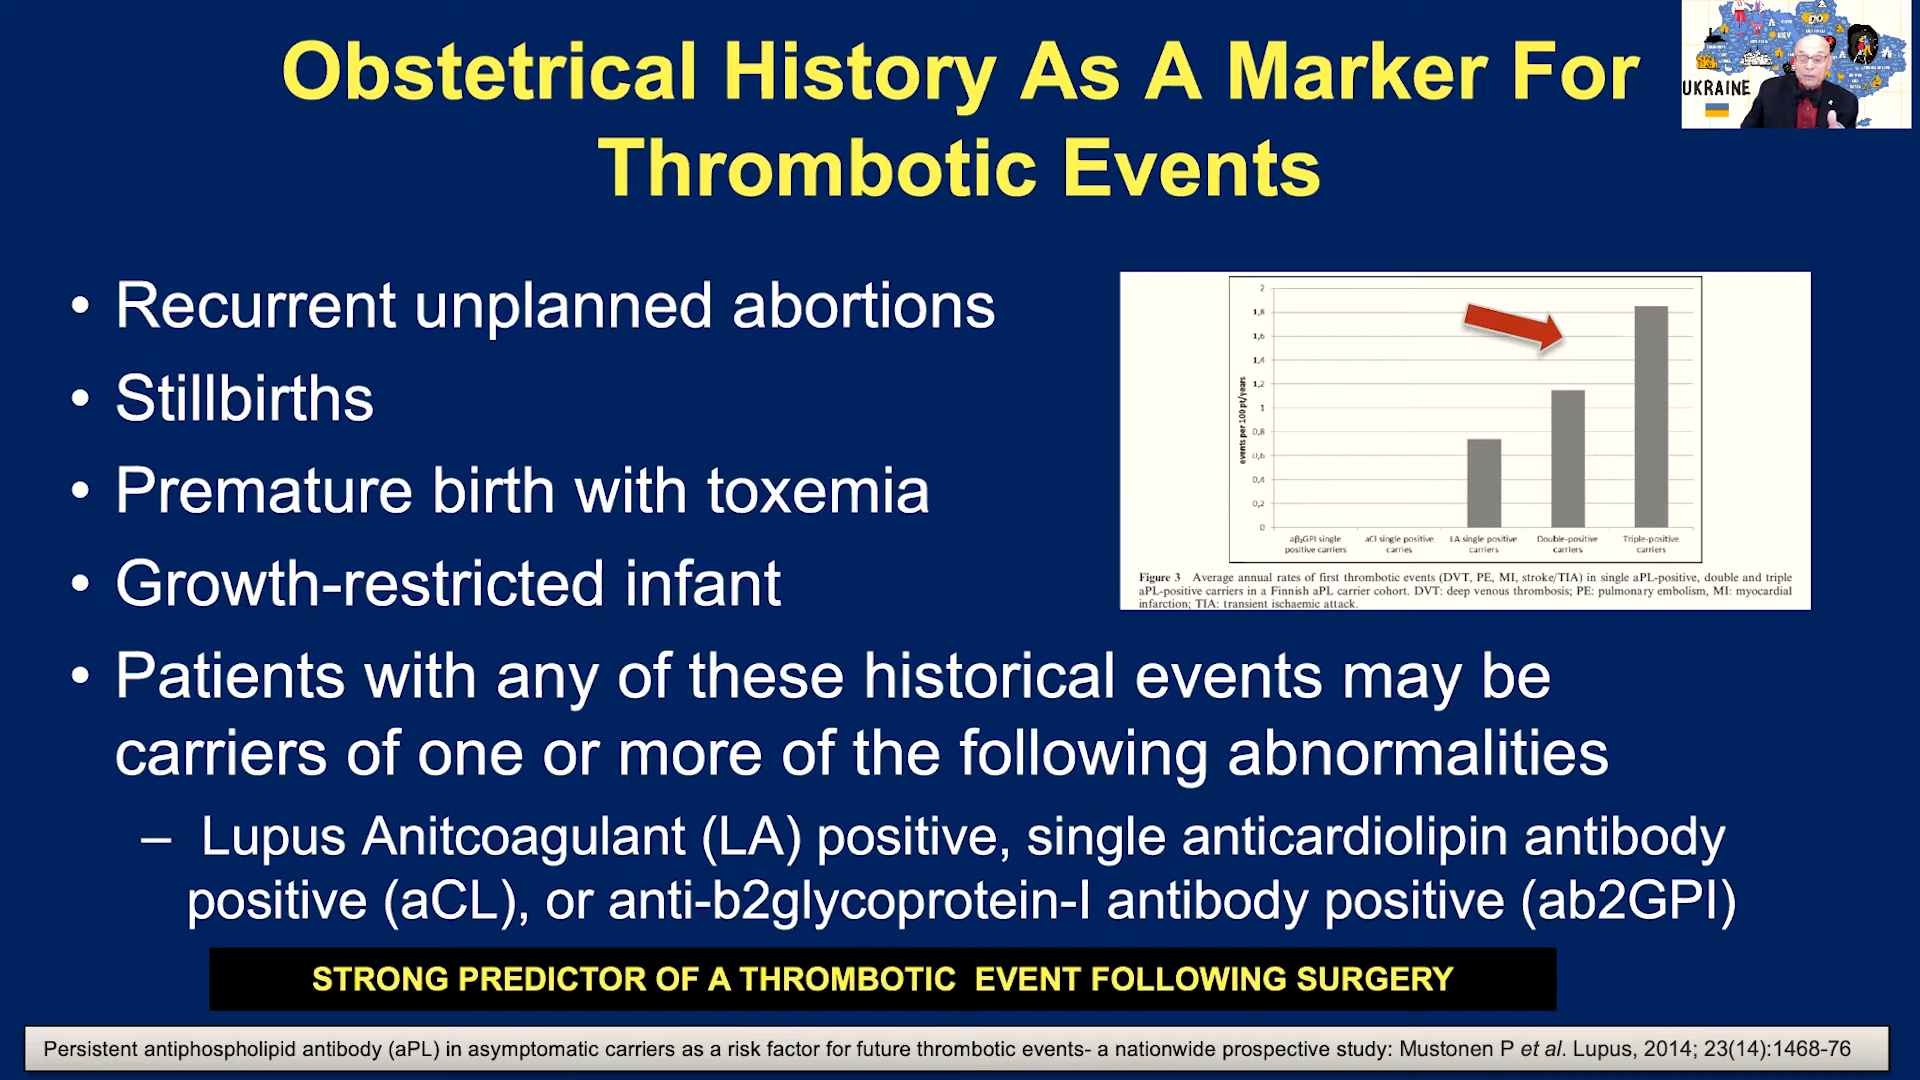 Obstetrical History As A Marker For
Thrombotic Events
UKRAINE
KIEV
• Recurrent unplanned abortions
• Stillbirths
• Premature birth with toxemia
• Growth-restricted infant
• Patients with any of these historical events may be
carriers of one or more of the following abnormalities
– Lupus Anitcoagulant (LA) positive, single anticardiolipin antibody
positive (aCL), or anti-b2glycoprotein-I antibody positive (ab2GPI)
events per 100 pt/years
2
1,8
1,6
1,4
1,2
1
0,8
0,6
0,4
0,2
0
aβ₂GPI single positive carriers
aCl single positive carries
LA single positive carriers
Double-positive carriers
Triple-positive carriers
Figure 3 Average annual rates of first thrombotic events (DVT, PE, MI, stroke/TIA) in single aPL-positive, double and triple
aPL-positive carriers in a Finnish aPL carrier cohort. DVT: deep venous thrombosis; PE: pulmonary embolism, MI: myocardial
infarction; TIA: transient ischaemic attack.
STRONG PREDICTOR OF A THROMBOTIC EVENT FOLLOWING SURGERY
Persistent antiphospholipid antibody (aPL) in asymptomatic carriers as a risk factor for future thrombotic events- a nationwide prospective study: Mustonen P et al. Lupus, 2014; 23(14):1468-76